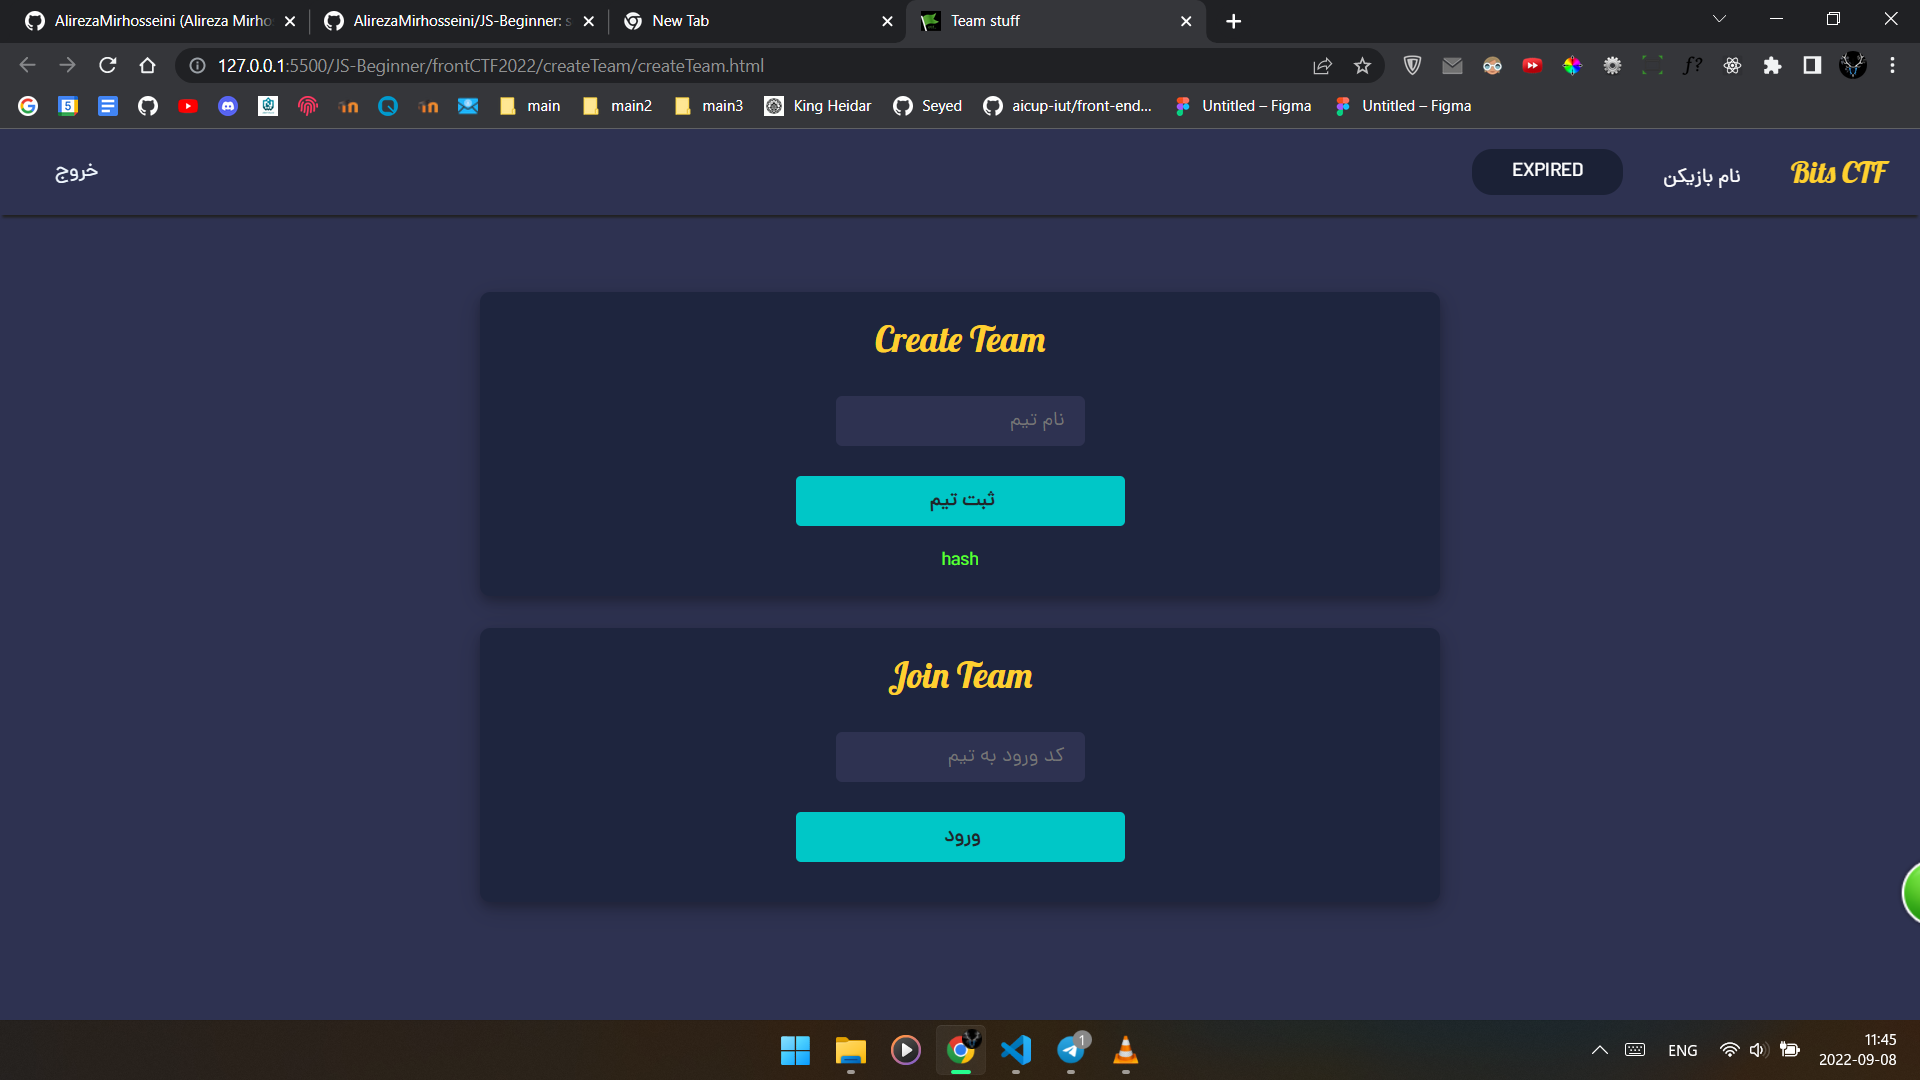 AlirezaMirhosseini (Alireza Mirho
AlirezaMirhosseini/JS-Beginner: s
New Tab
Team stuff
127.0.0.1:5500/JS-Beginner/frontCTF2022/createTeam/createTeam.html
main
main2
main3
King Heidar
Seyed
aicup-iut/front-end...
Untitled – Figma
Untitled – Figma
Bits CTF
نام بازیکن
EXPIRED
خروج
Create Team
نام تیم
ثبت تیم
hash
Join Team
کد ورود به تیم
ورود
1
ENG
11:45
2022-09-08